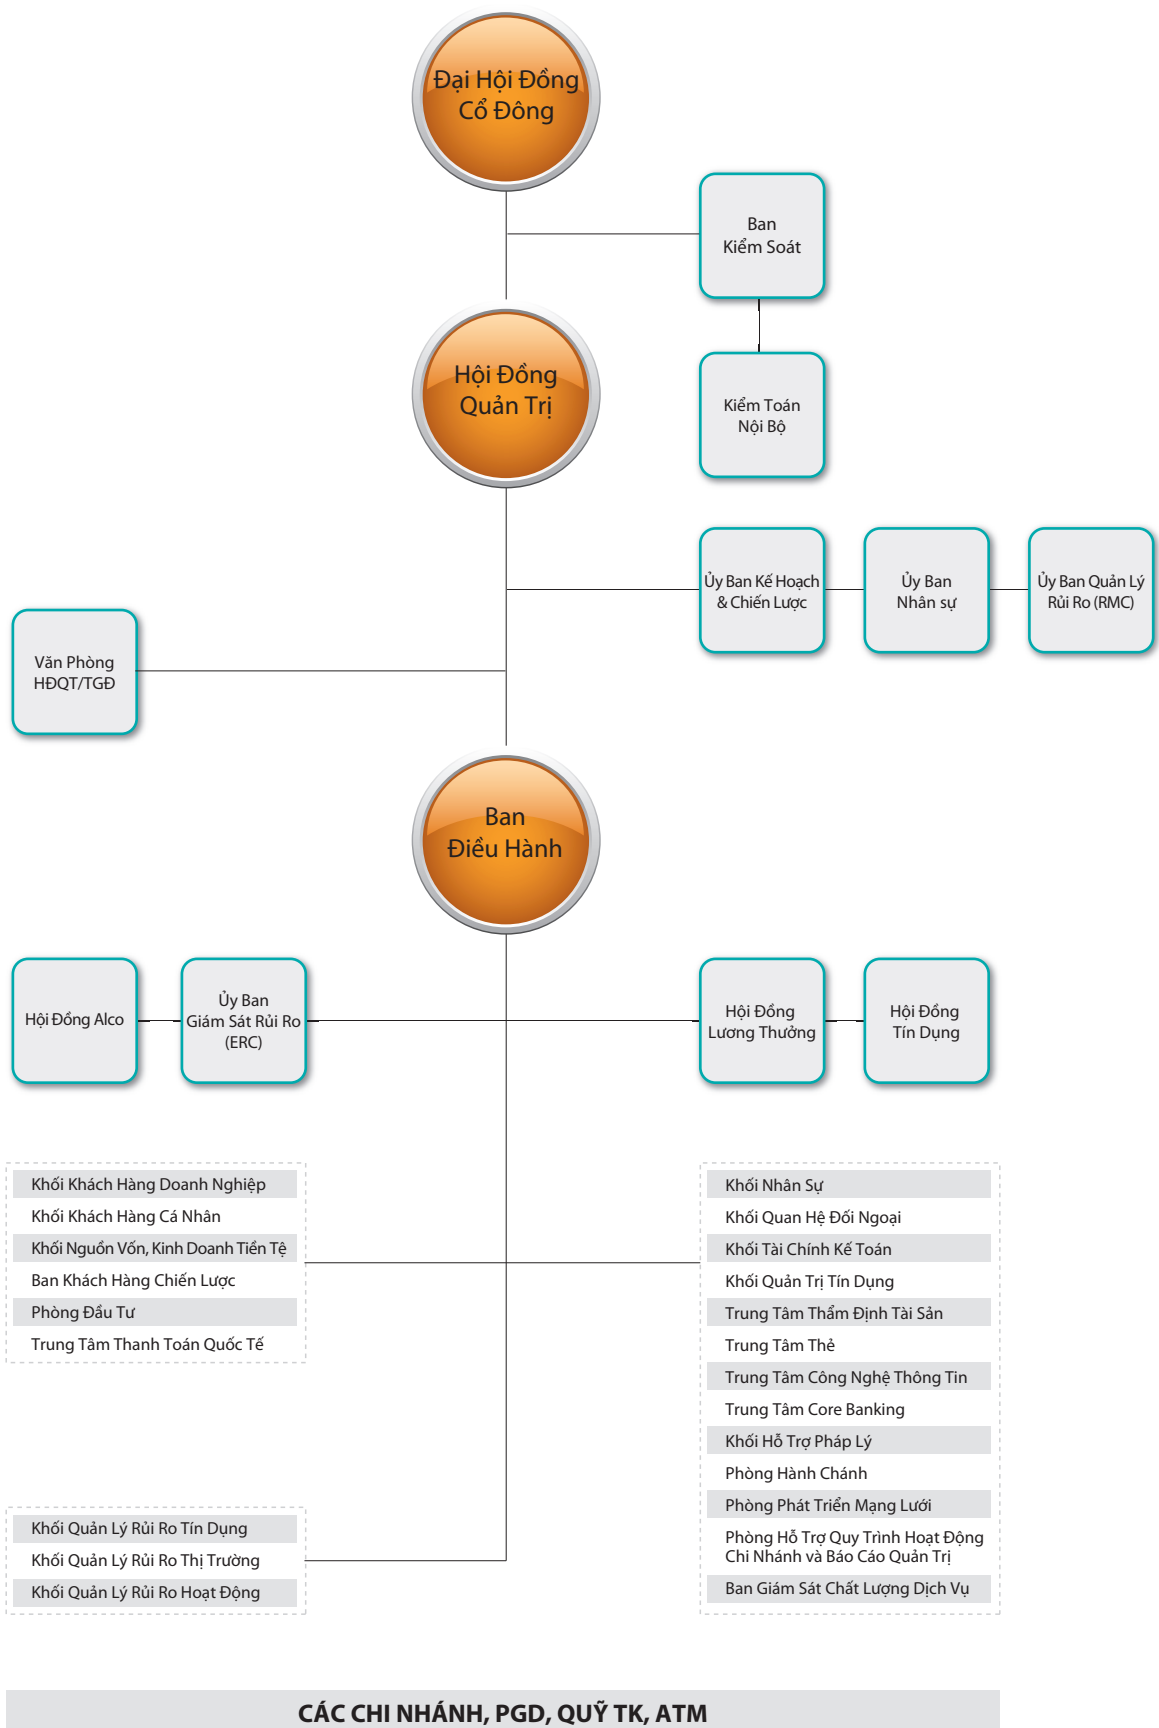 Đại Hội Đồng
Cổ Đông
Ban
Kiểm Soát
Hội Đồng
Quản Trị
Kiểm Toán
Nội Bộ
Ủy Ban Kế Hoạch
& Chiến Lược
Ủy Ban
Nhân sự
Ủy Ban Quản Lý
Rủi Ro (RMC)
Văn Phòng
HĐQT/TGĐ
Ban
Điều Hành
Hội Đồng Alco
Ủy Ban
Giám Sát Rủi Ro
(ERC)
Hội Đồng
Lương Thưởng
Hội Đồng
Tín Dụng
Khối Khách Hàng Doanh Nghiệp
Khối Khách Hàng Cá Nhân
Khối Nguồn Vốn, Kinh Doanh Tiền Tệ
Ban Khách Hàng Chiến Lược
Phòng Đầu Tư
Trung Tâm Thanh Toán Quốc Tế
Khối Nhân Sự
Khối Quan Hệ Đối Ngoại
Khối Tài Chính Kế Toán
Khối Quản Trị Tín Dụng
Trung Tâm Thẩm Định Tài Sản
Trung Tâm Thẻ
Trung Tâm Công Nghệ Thông Tin
Trung Tâm Core Banking
Khối Hỗ Trợ Pháp Lý
Phòng Hành Chánh
Phòng Phát Triển Mạng Lưới
Phòng Hỗ Trợ Quy Trình Hoạt Động
Chi Nhánh và Báo Cáo Quản Trị
Ban Giám Sát Chất Lượng Dịch Vụ
Khối Quản Lý Rủi Ro Tín Dụng
Khối Quản Lý Rủi Ro Thị Trường
Khối Quản Lý Rủi Ro Hoạt Động
CÁC CHI NHÁNH, PGD, QUỸ TK, ATM